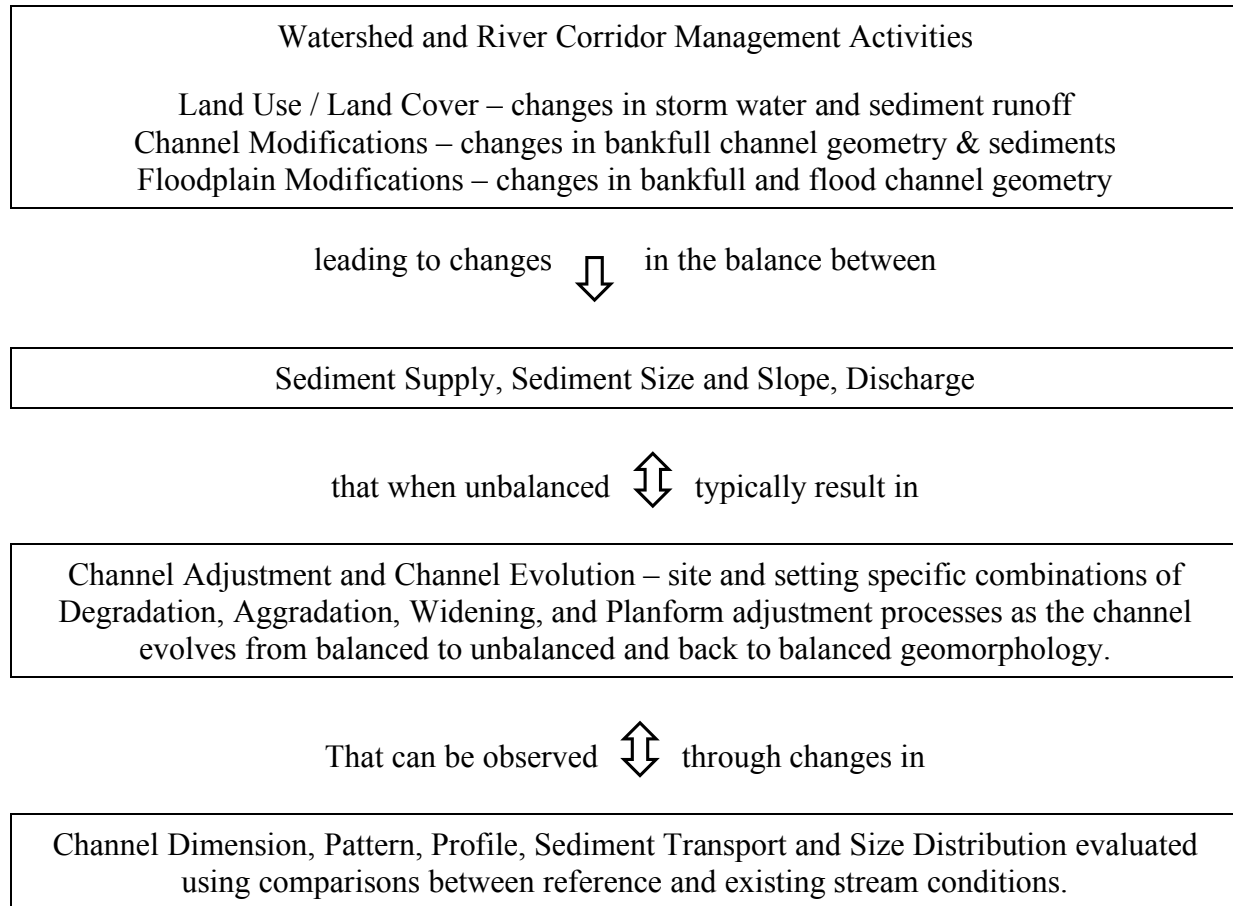 Watershed and River Corridor Management Activities
Land Use / Land Cover – changes in storm water and sediment runoff
Channel Modifications – changes in bankfull channel geometry & sediments
Floodplain Modifications – changes in bankfull and flood channel geometry
leading to changes in the balance between
Sediment Supply, Sediment Size and Slope, Discharge
that when unbalanced typically result in
Channel Adjustment and Channel Evolution – site and setting specific combinations of
Degradation, Aggradation, Widening, and Planform adjustment processes as the channel
evolves from balanced to unbalanced and back to balanced geomorphology.
That can be observed through changes in
Channel Dimension, Pattern, Profile, Sediment Transport and Size Distribution evaluated
using comparisons between reference and existing stream conditions.